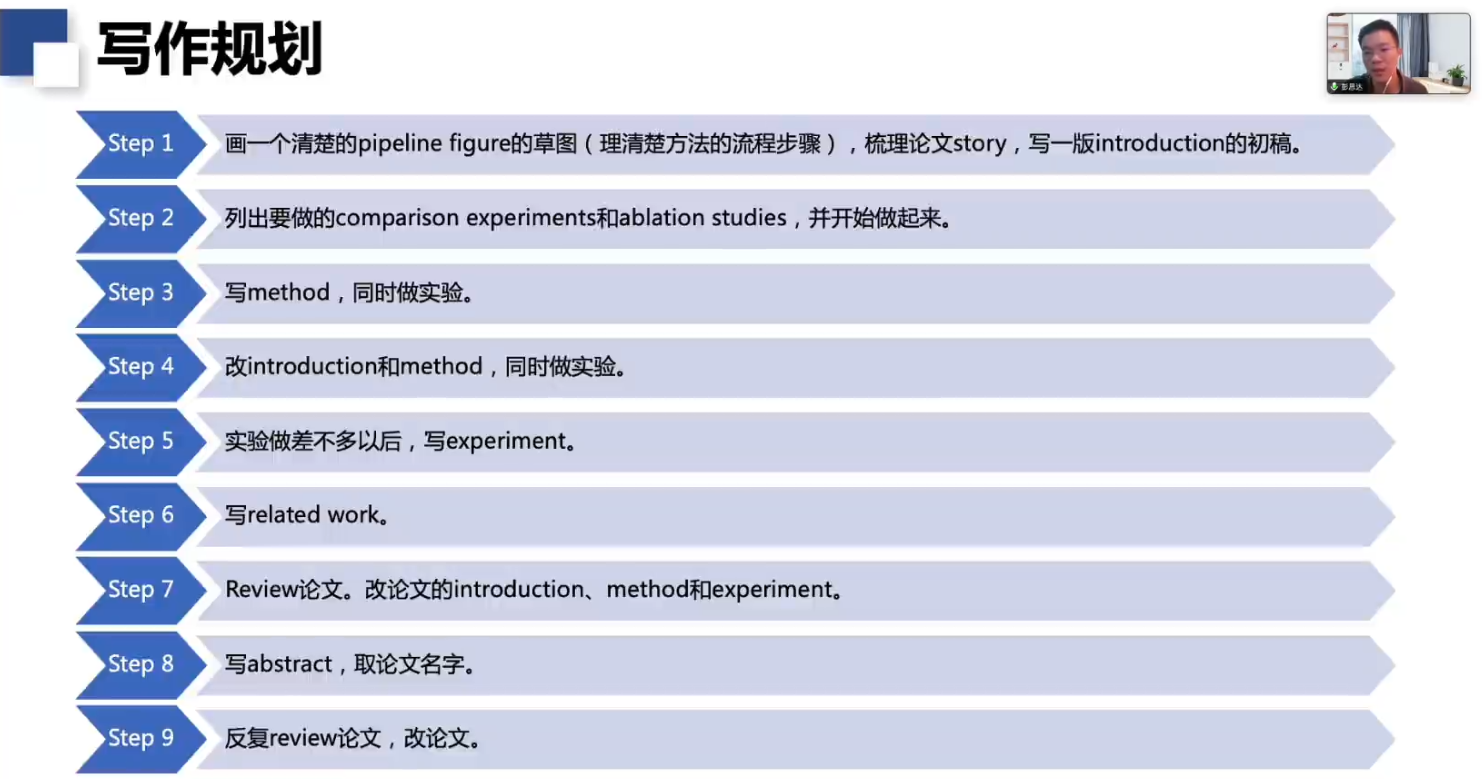 写作规划
彭思达
Step 1
画一个清楚的pipeline figure的草图（理清楚方法的流程步骤），梳理论文story，写一版introduction的初稿。
Step 2
列出要做的comparison experiments和ablation studies，并开始做起来。
Step 3
写method，同时做实验。
Step 4
改introduction和method，同时做实验。
Step 5
实验做差不多以后，写experiment。
Step 6
写related work。
Step 7
Review论文。改论文的introduction、method和experiment。
Step 8
写abstract，取论文名字。
Step 9
反复review论文，改论文。